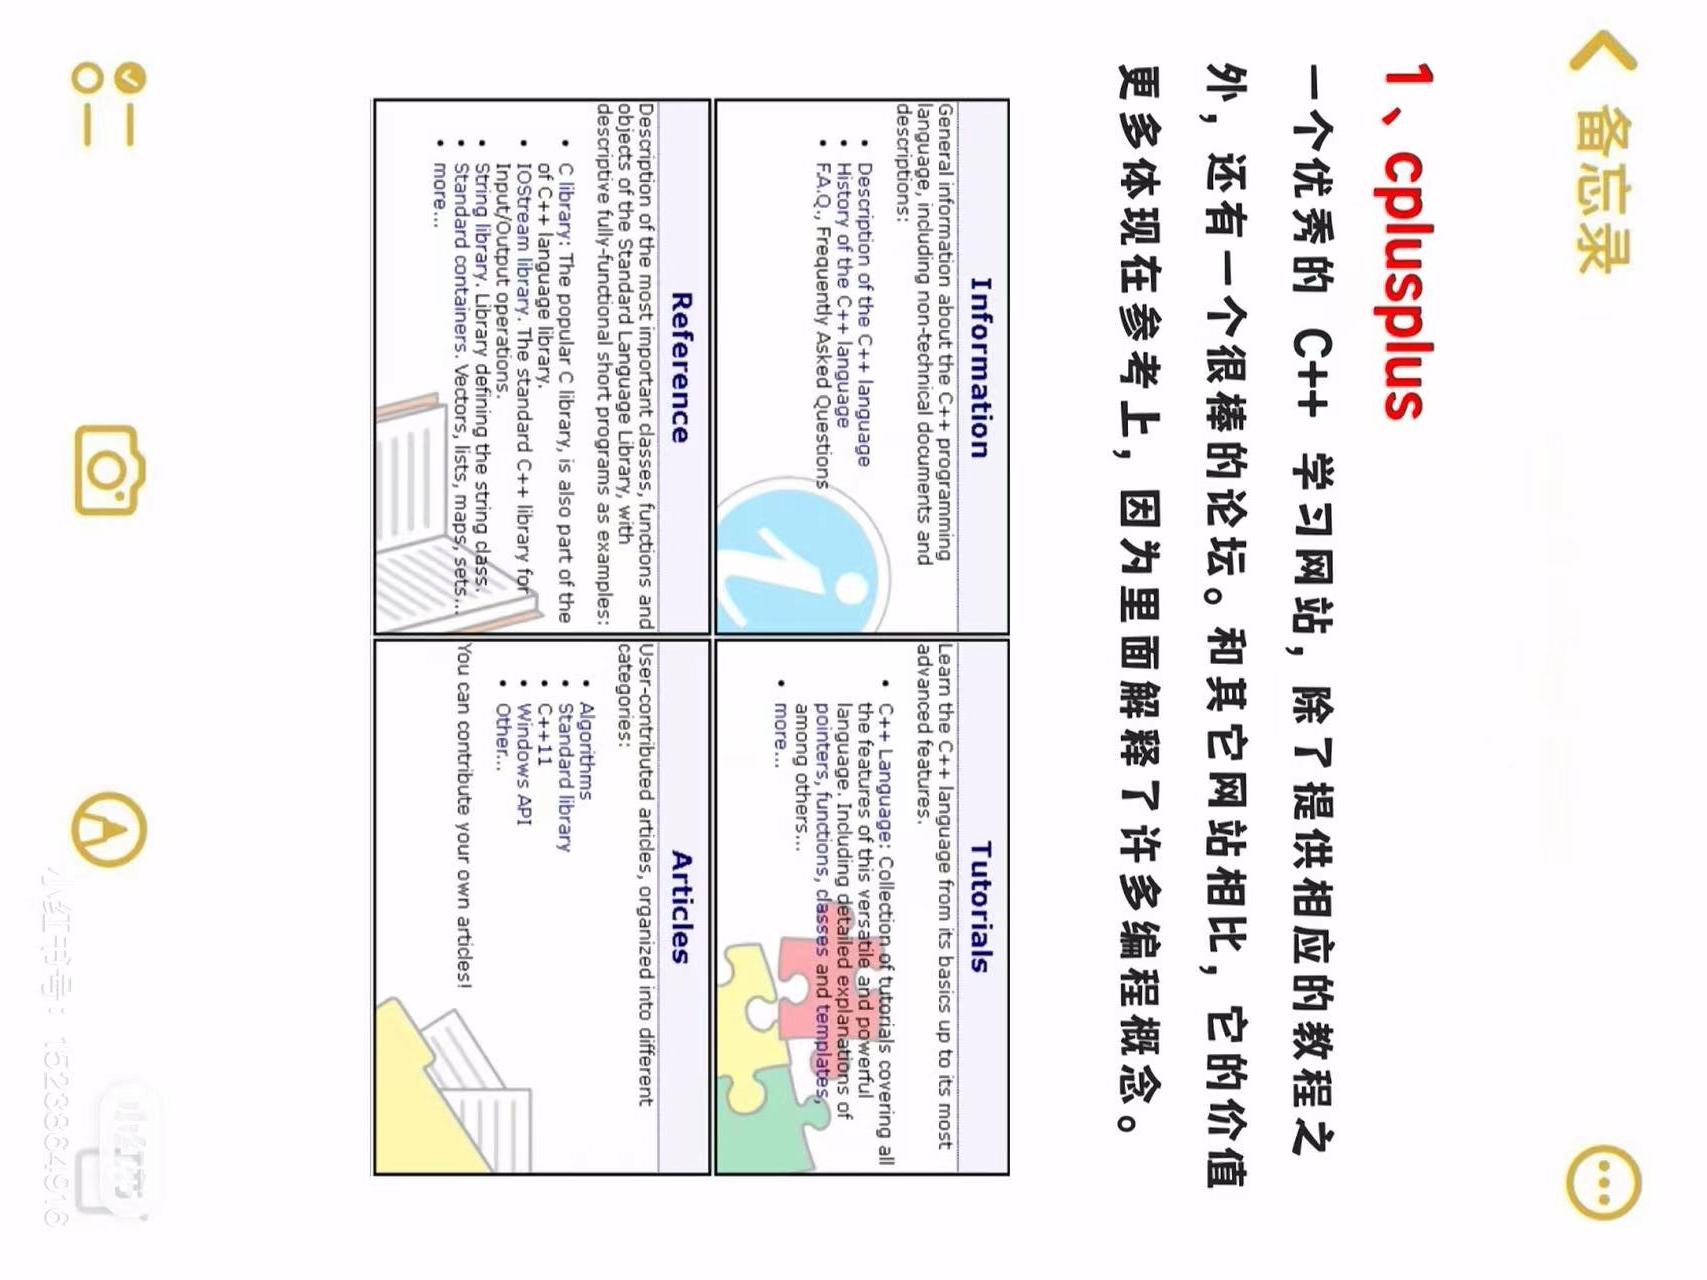 备忘录
1、cplusplus
一个优秀的 C++ 学习网站，除了提供相应的教程之
外，还有一个很棒的论坛。和其它网站相比，它的价值
更多体现在参考上，因为里面解释了许多编程概念。
Information
General information about the C++ programming
language, including non-technical documents and
descriptions:
• Description of the C++ language
• History of the C++ language
• F.A.Q., Frequently Asked Questions
Tutorials
Learn the C++ language from its basics up to its most
advanced features.
• C++ Language: Collection of tutorials covering all
the features of this versatile and powerful
language. Including detailed explanations of
pointers, functions, classes and templates,
among others...
• more...
Reference
Description of the most important classes, functions and
objects of the Standard Language Library, with
descriptive fully-functional short programs as examples:
• C library: The popular C library, is also part of the
of C++ language library.
• IOStream library. The standard C++ library for
Input/Output operations.
• String library. Library defining the string class.
• Standard containers. Vectors, lists, maps, sets...
• more...
Articles
User-contributed articles, organized into different
categories:
• Algorithms
• Standard library
• C++11
• Windows API
• Other...
You can contribute your own articles!
小红书
小红书号：1523864916